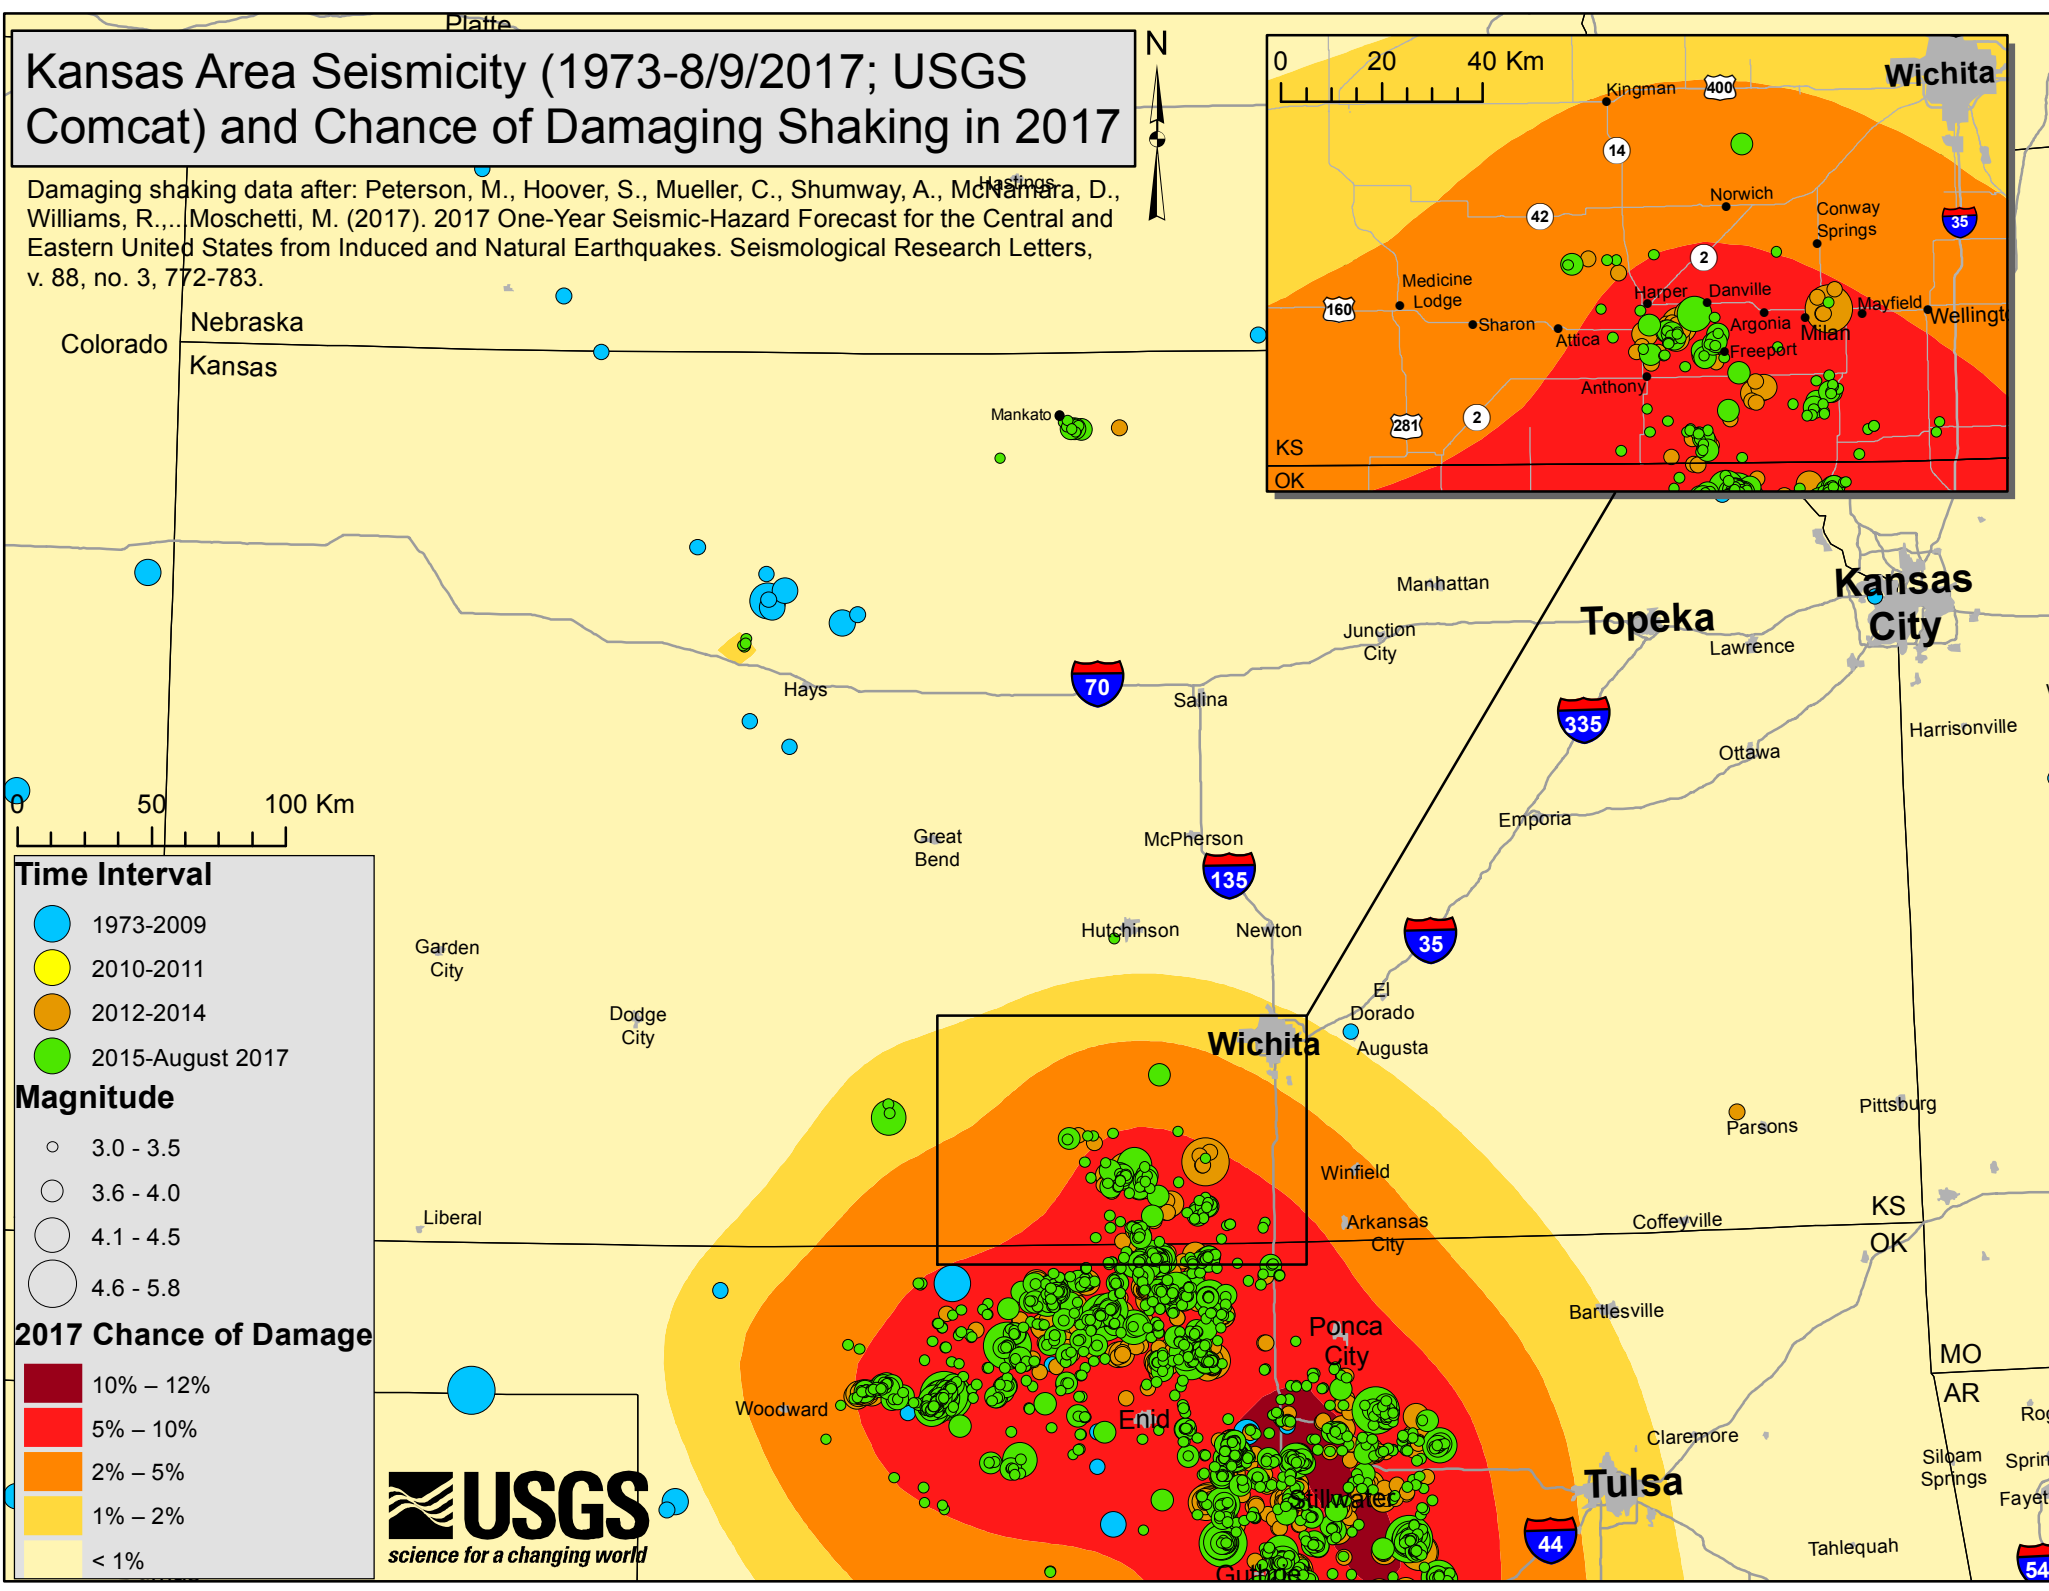 Platte
Kansas Area Seismicity (1973-8/9/2017; USGS
Comcat) and Chance of Damaging Shaking in 2017
N
Hastings
Damaging shaking data after: Peterson, M., Hoover, S., Mueller, C., Shumway, A., McNamara, D.,
Williams, R.,...Moschetti, M. (2017). 2017 One-Year Seismic-Hazard Forecast for the Central and
Eastern United States from Induced and Natural Earthquakes. Seismological Research Letters,
v. 88, no. 3, 772-783.
0 20 40 Km
Wichita
Kingman
400
14
Norwich
42
Conway
Springs
35
2
Medicine
Lodge
160
Harper
Danville
Mayfield
Wellingt
Sharon
Attica
Argonia
Milan
Freeport
Anthony
281
2
KS
OK
Colorado
Nebraska
Kansas
Mankato
Manhattan
Topeka
Kansas
City
Junction
City
Lawrence
Hays
70
Salina
335
Harrisonville
Ottawa
0 50 100 Km
Great
Bend
McPherson
Emporia
135
Hutchinson
Newton
35
Garden
City
Dodge
City
El
Dorado
Wichita
Augusta
Parsons
Pittsburg
Winfield
Liberal
Arkansas
City
Coffeyville
KS
OK
Bartlesville
Ponca
City
MO
AR
Woodward
Enid
Claremore
Rog
Siloam
Springs
Sprin
Tulsa
Stillwater
Fayet
44
Tahlequah
Guthrie
54
Time Interval
1973-2009
2010-2011
2012-2014
2015-August 2017
Magnitude
3.0 - 3.5
3.6 - 4.0
4.1 - 4.5
4.6 - 5.8
2017 Chance of Damage
10% – 12%
5% – 10%
2% – 5%
1% – 2%
< 1%
USGS
science for a changing world